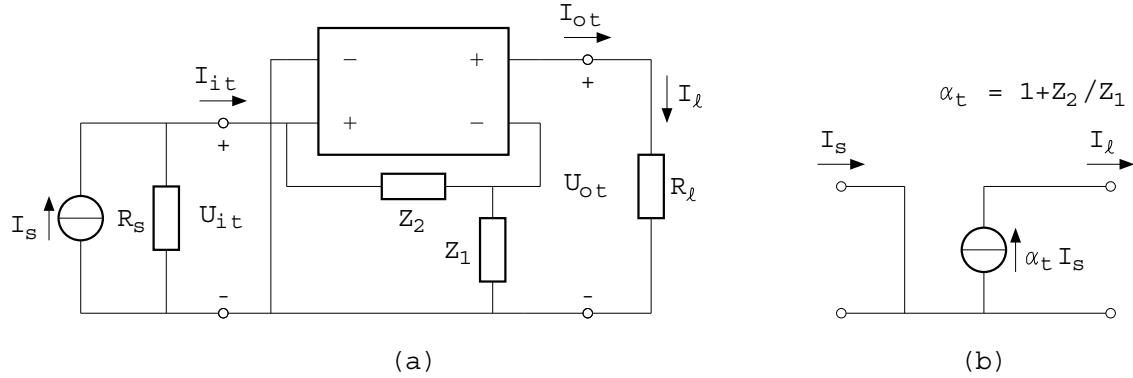 I_ot
− +
I_it
I_ℓ
α_t = 1+Z_2/Z_1
+
+ −
+
I_s I_ℓ
I_s R_s U_it Z_2 U_ot R_ℓ
Z_1
α_t I_s
- -
(a) (b)